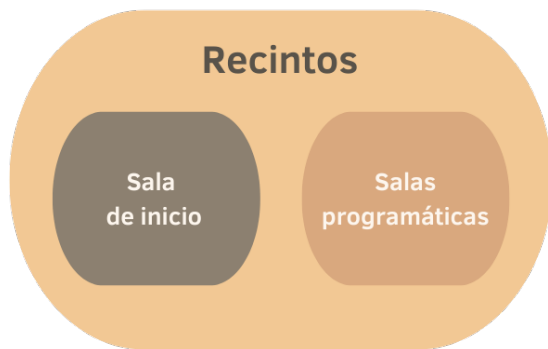 Recintos
Sala
de inicio
Salas
programáticas